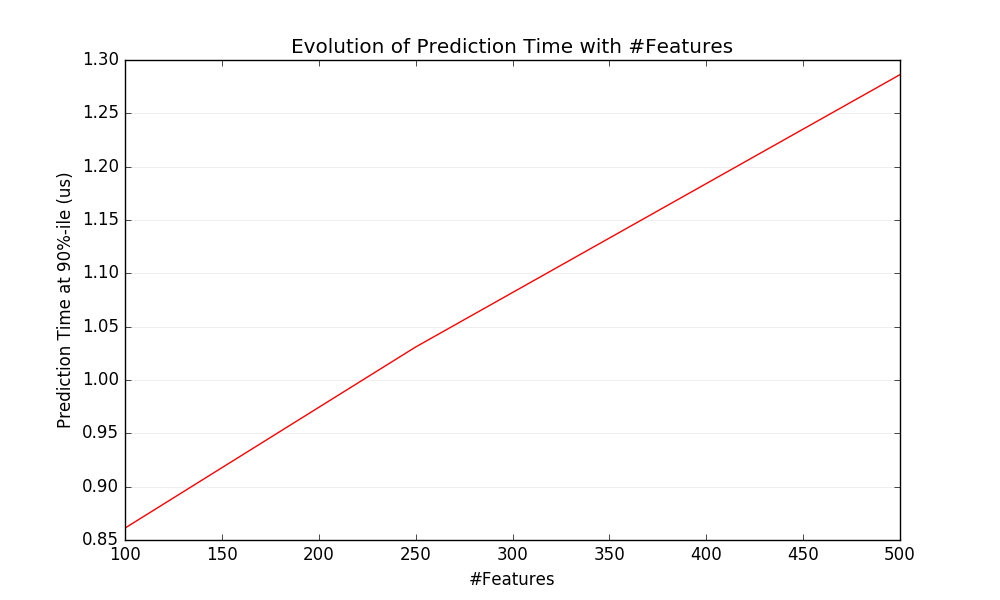 Evolution of Prediction Time with #Features
Prediction Time at 90%-ile (us)
1.30
1.25
1.20
1.15
1.10
1.05
1.00
0.95
0.90
0.85
100 150 200 250 300 350 400 450 500
#Features